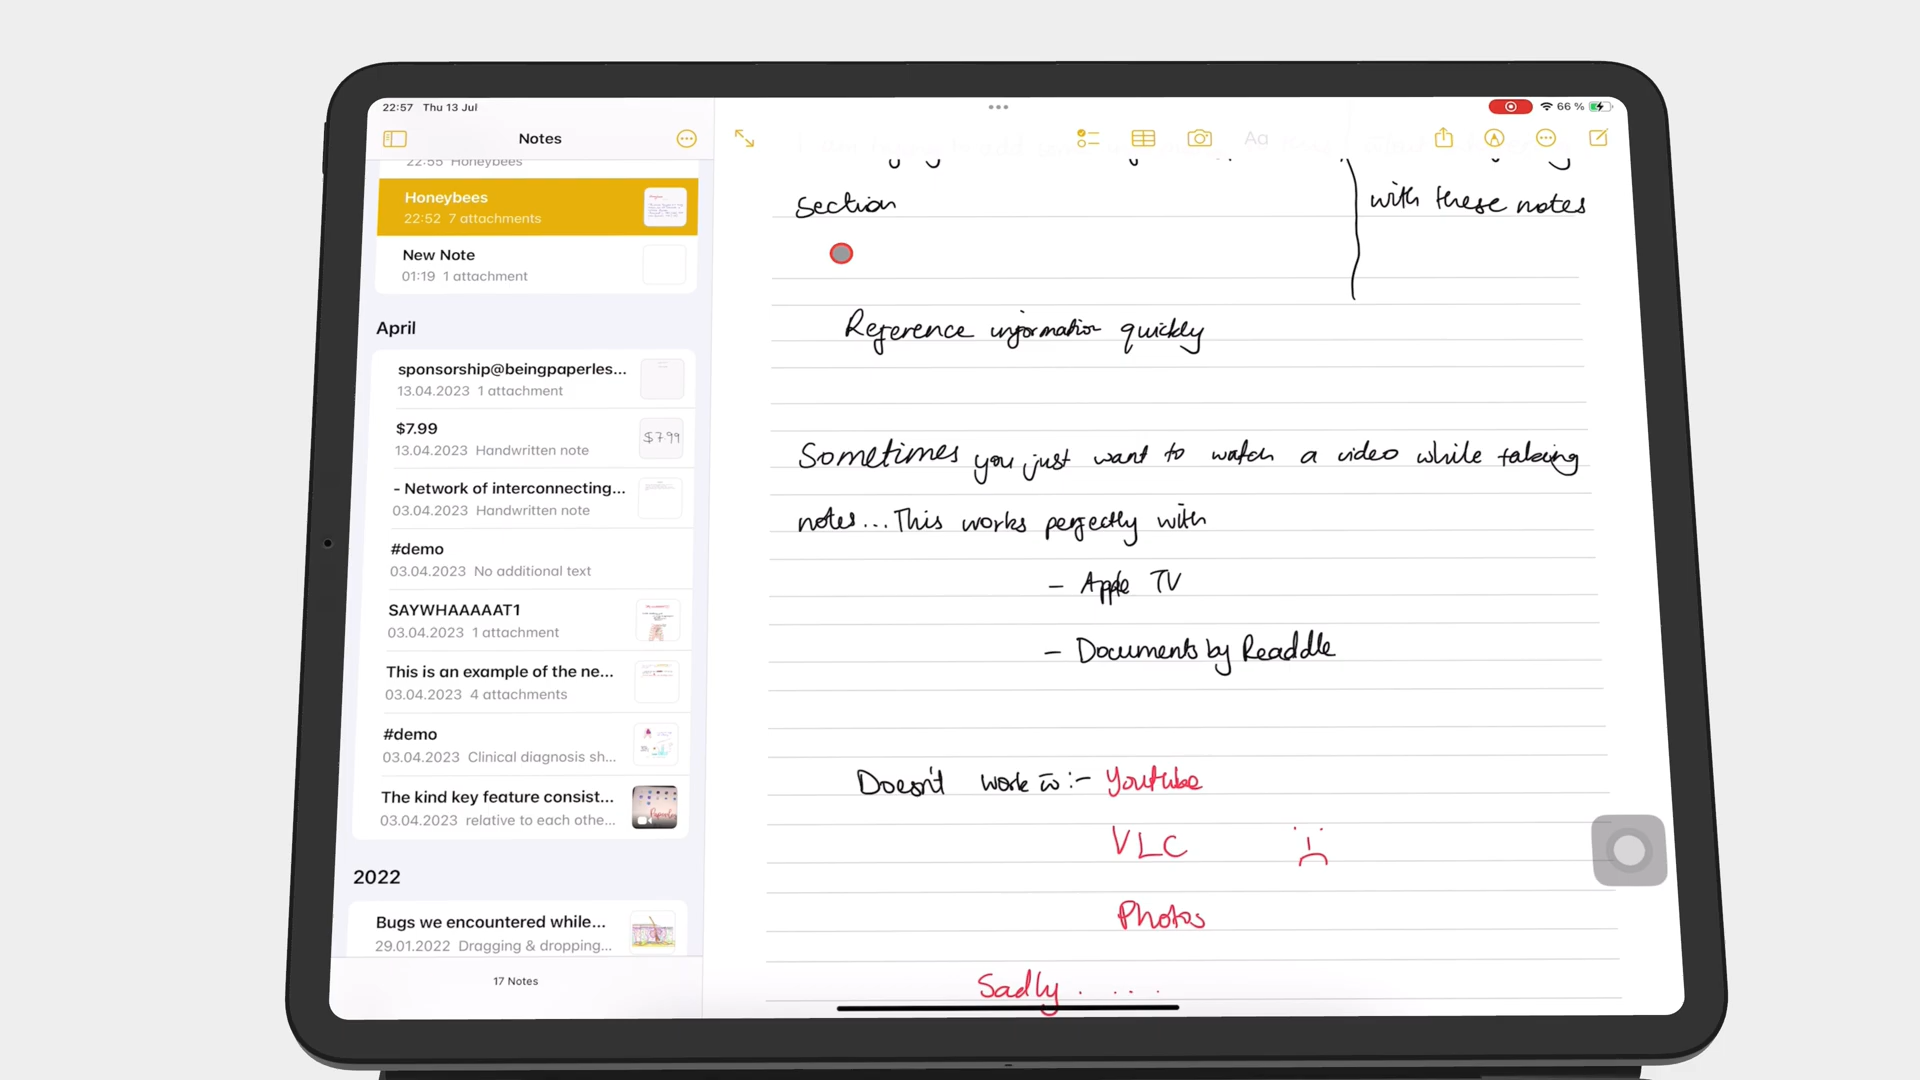 22:57 Thu 13 Jul
66 %
Notes
Aa
22:55 Honeybees
Honeybees
22:52 7 attachments
New Note
01:19 1 attachment
April
sponsorship@beingpaperles...
13.04.2023 1 attachment
$7.99
13.04.2023 Handwritten note
$7.99
- Network of interconnecting...
03.04.2023 Handwritten note
#demo
03.04.2023 No additional text
SAYWHAAAAAT1
03.04.2023 1 attachment
This is an example of the ne...
03.04.2023 4 attachments
#demo
03.04.2023 Clinical diagnosis sh...
The kind key feature consist...
03.04.2023 relative to each othe...
2022
Bugs we encountered while...
29.01.2022 Dragging & dropping...
17 Notes
section
with these notes
Reference information quickly
Sometimes you just want to watch a video while taking
notes... This works perfectly with
- Apple TV
- Documents by Readdle
Doesn't work w :- Youtube
VLC
Photos
Sadly . . . .